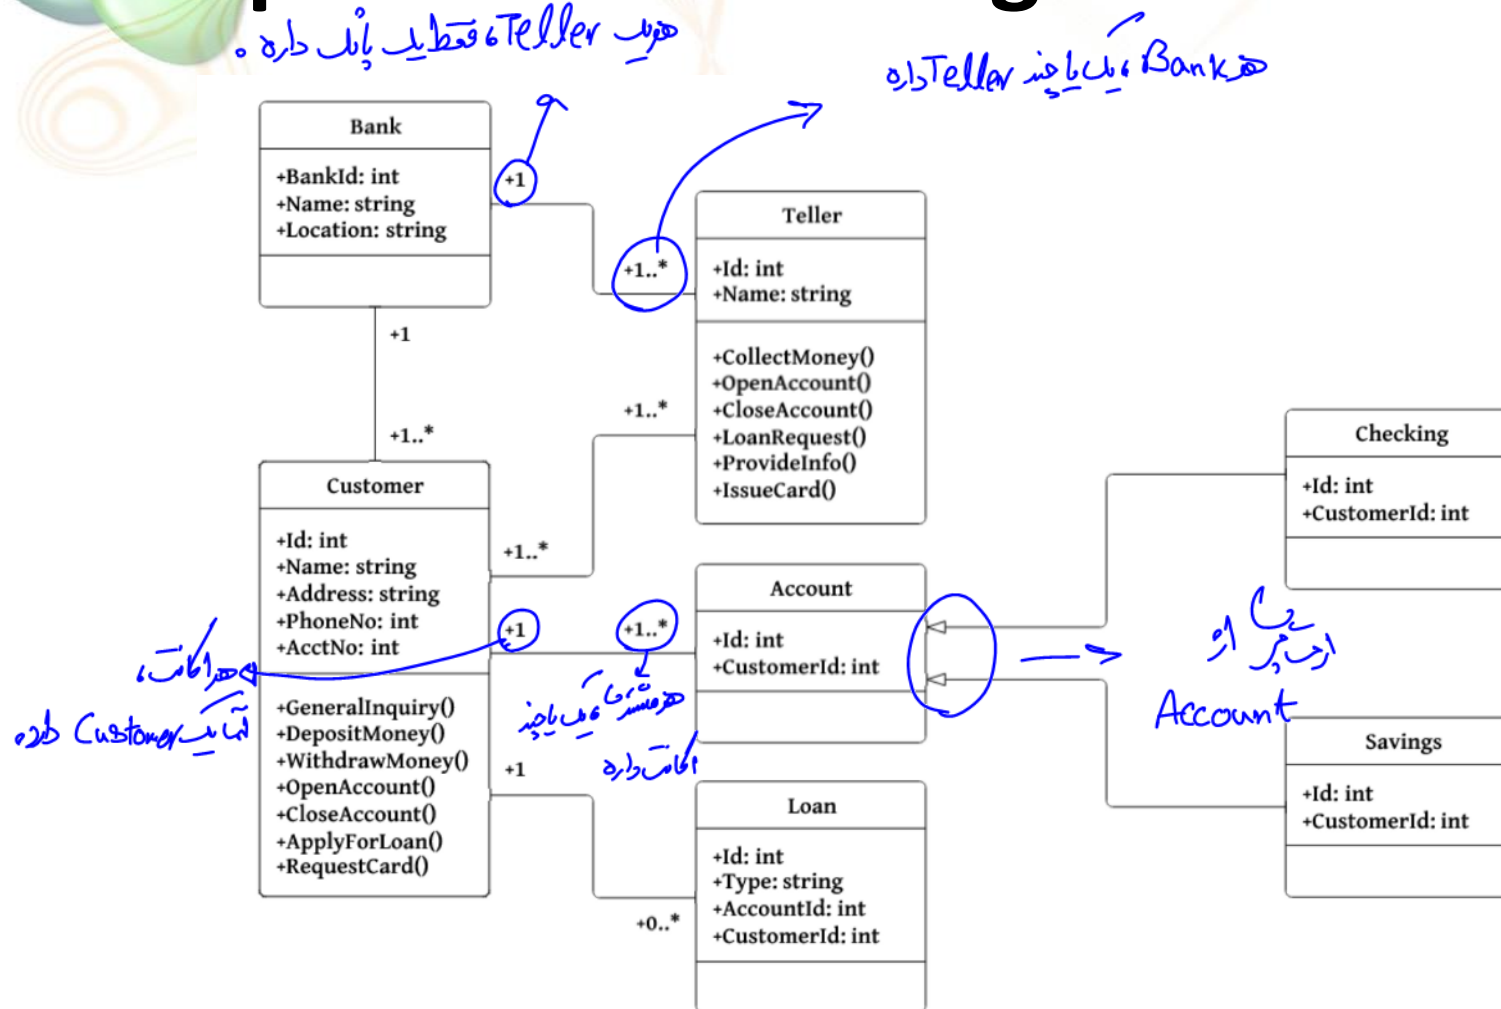 هر یک Teller، فقط یک بانک داره.
هر Bank، یک یا چند Teller داره
Bank
+BankId: int
+Name: string
+Location: string
+1
+1..*
Teller
+Id: int
+Name: string
+CollectMoney()
+OpenAccount()
+CloseAccount()
+LoanRequest()
+ProvideInfo()
+IssueCard()
+1
+1..*
+1..*
+1..*
Customer
+Id: int
+Name: string
+Address: string
+PhoneNo: int
+AcctNo: int
+GeneralInquiry()
+DepositMoney()
+WithdrawMoney()
+OpenAccount()
+CloseAccount()
+ApplyForLoan()
+RequestCard()
+1
+1..*
هر اکانت،
یک Customer داره
یک یا چند
اکانت داره
Account
+Id: int
+CustomerId: int
+1
+0..*
Loan
+Id: int
+Type: string
+AccountId: int
+CustomerId: int
Checking
+Id: int
+CustomerId: int
ارث بری از
Account
Savings
+Id: int
+CustomerId: int